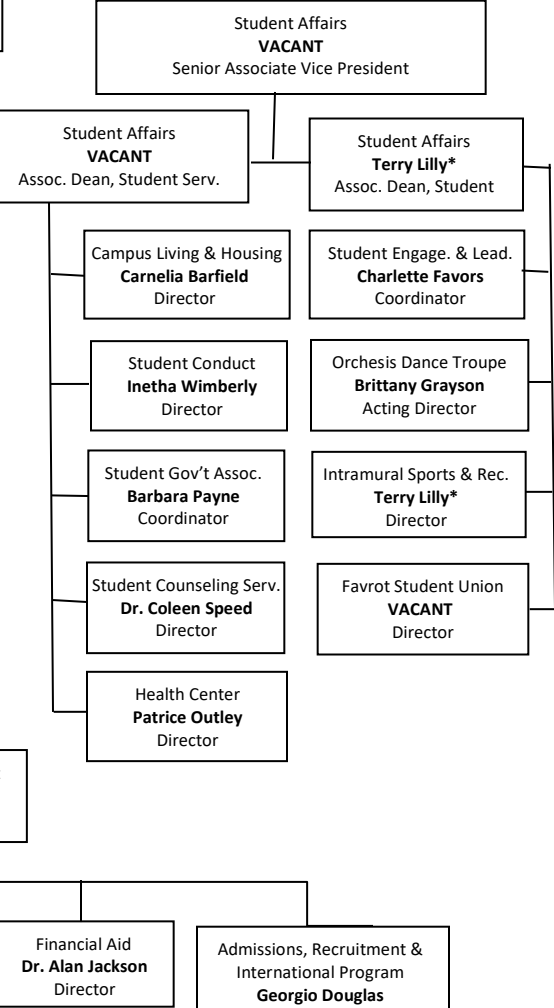 Student Affairs
VACANT
Senior Associate Vice President
Student Affairs
VACANT
Assoc. Dean, Student Serv.
Student Affairs
Terry Lilly*
Assoc. Dean, Student
Campus Living & Housing
Carnelia Barfield
Director
Student Engage. & Lead.
Charlette Favors
Coordinator
Student Conduct
Inetha Wimberly
Director
Orchesis Dance Troupe
Brittany Grayson
Acting Director
Student Gov't Assoc.
Barbara Payne
Coordinator
Intramural Sports & Rec.
Terry Lilly*
Director
Student Counseling Serv.
Dr. Coleen Speed
Director
Favrot Student Union
VACANT
Director
Health Center
Patrice Outley
Director
Financial Aid
Dr. Alan Jackson
Director
Admissions, Recruitment &
International Program
Georgio Douglas